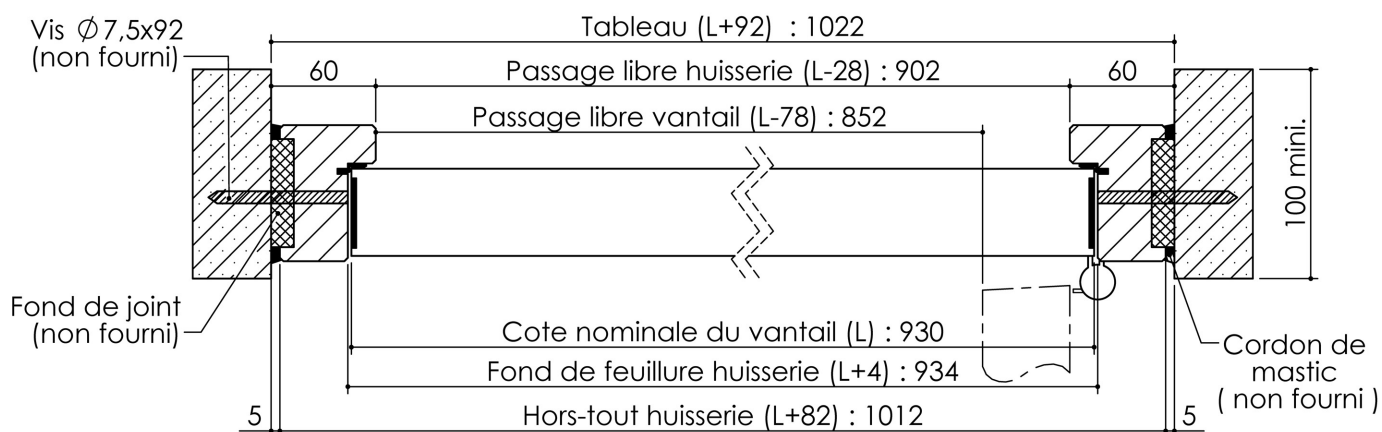 Tableau (L+92) : 1022
Vis Ø7,5x92
(non fourni)
60
Passage libre huisserie (L-28) : 902
60
Passage libre vantail (L-78) : 852
100 mini.
Fond de joint
(non fourni)
Cote nominale du vantail (L) : 930
Cordon de
mastic
( non fourni )
Fond de feuillure huisserie (L+4) : 934
5
Hors-tout huisserie (L+82) : 1012
5